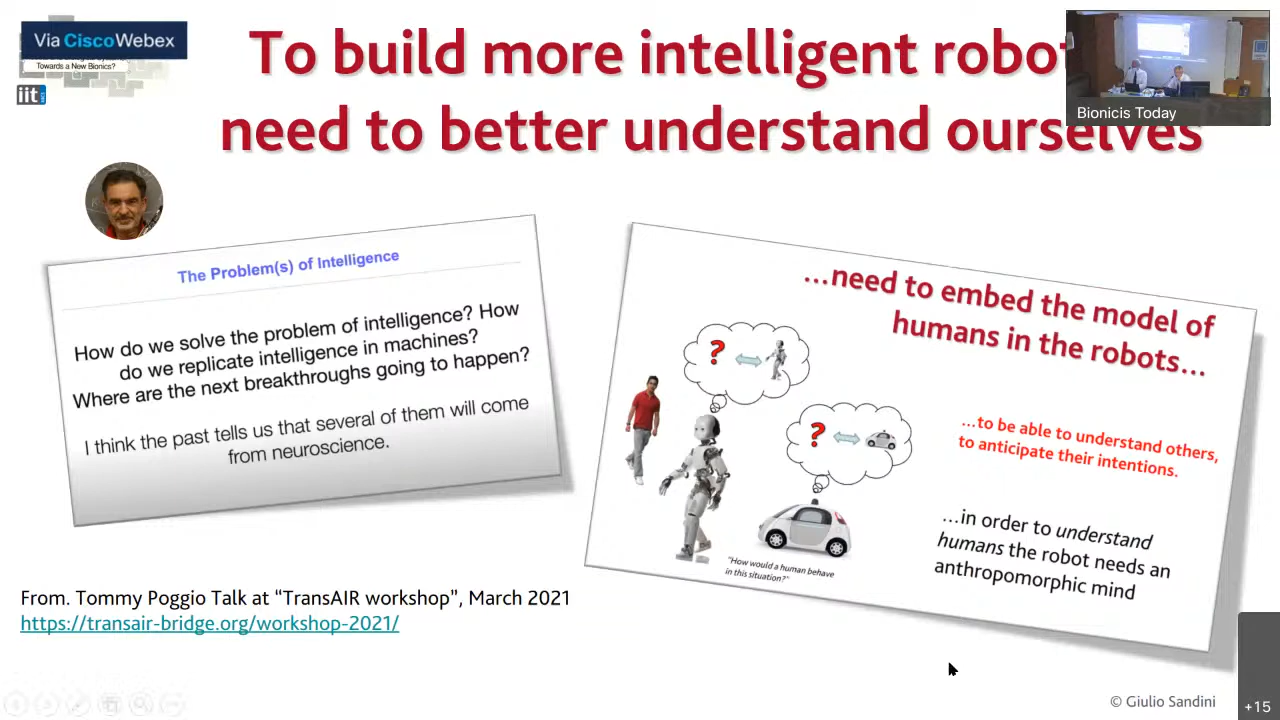 Via CiscoWebex
Towards a New Bionics?
iit
To build more intelligent robot
need to better understand ourselves
Bionicis Today
The Problem(s) of Intelligence
How do we solve the problem of intelligence? How
do we replicate intelligence in machines?
Where are the next breakthroughs going to happen?
I think the past tells us that several of them will come
from neuroscience.
...need to embed the model of
humans in the robots...
?
?
...to be able to understand others,
to anticipate their intentions.
...in order to understand
humans the robot needs an
anthropomorphic mind
"How would a human behave
in this situation?"
From. Tommy Poggio Talk at “TransAIR workshop”, March 2021
https://transair-bridge.org/workshop-2021/
© Giulio Sandini
+15